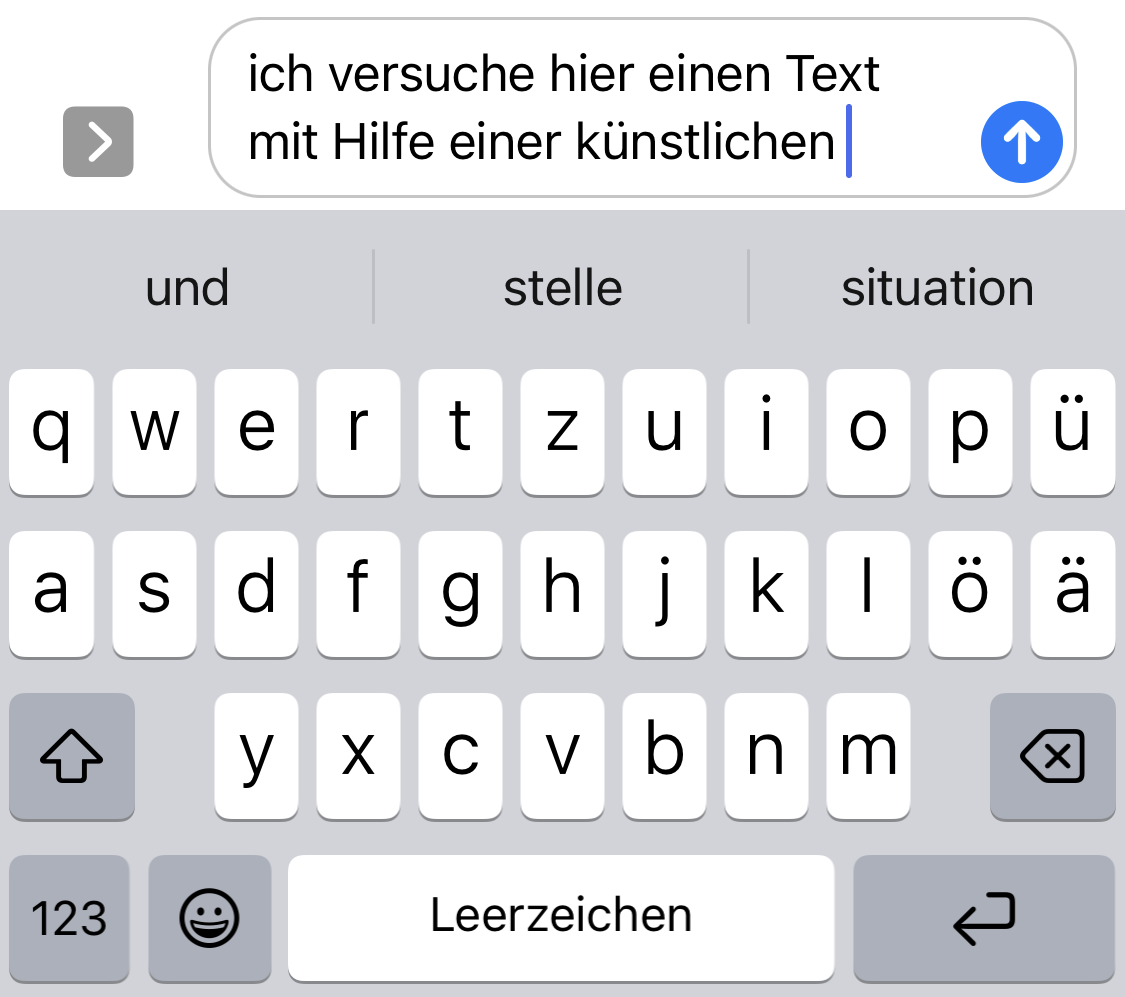 ich versuche hier einen Text
mit Hilfe einer künstlichen
und stelle situation
q w e r t z u i o p ü
a s d f g h j k l ö ä
y x c v b n m
123 Leerzeichen